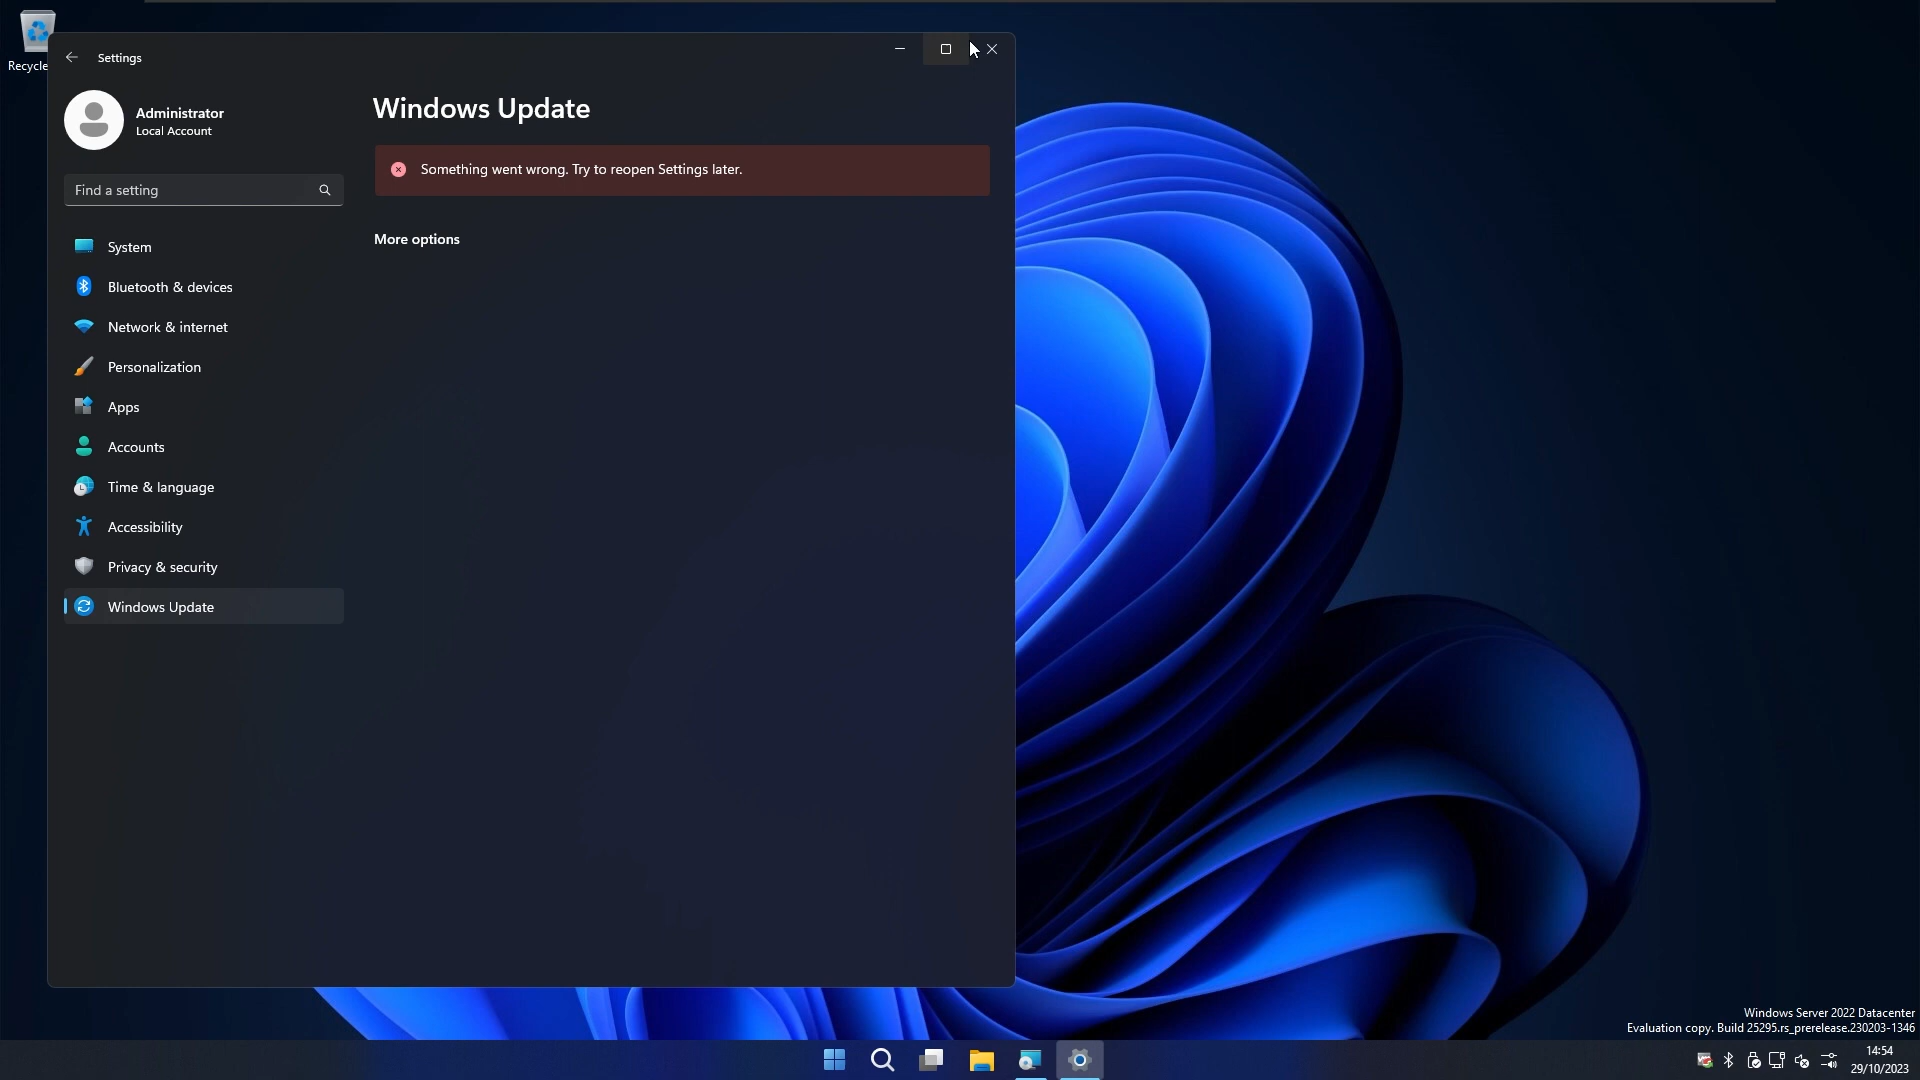 Recycle
Settings
Administrator
Local Account
Find a setting
System
Bluetooth & devices
Network & internet
Personalization
Apps
Accounts
Time & language
Accessibility
Privacy & security
Windows Update
Windows Update
Something went wrong. Try to reopen Settings later.
More options
Windows Server 2022 Datacenter
Evaluation copy. Build 25295.rs_prerelease.230203-1346
14:54
29/10/2023